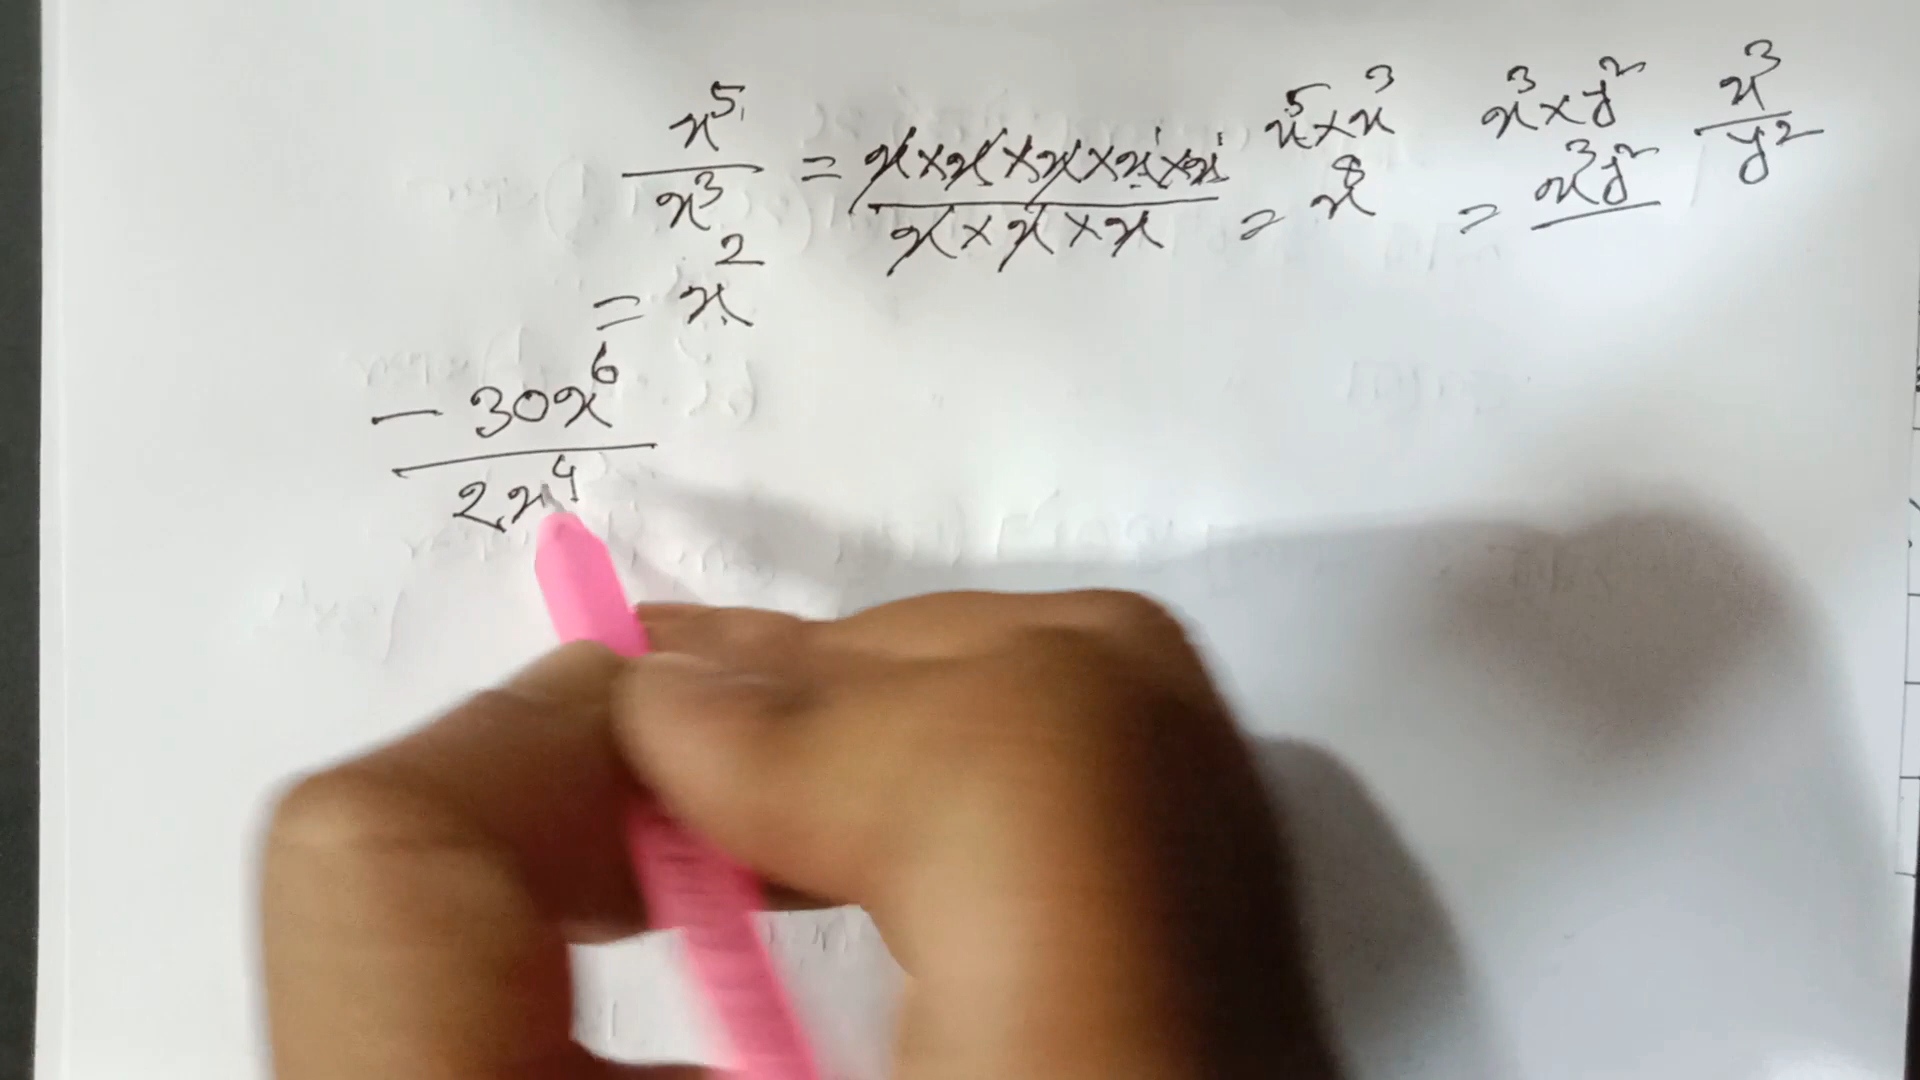 x⁵/x³ = x×x×x×x×x/x×x×x
= x²
x⁵×x³
= x⁸
x³×y²
= x³y²
x³/y²
-30x⁶/2x⁴